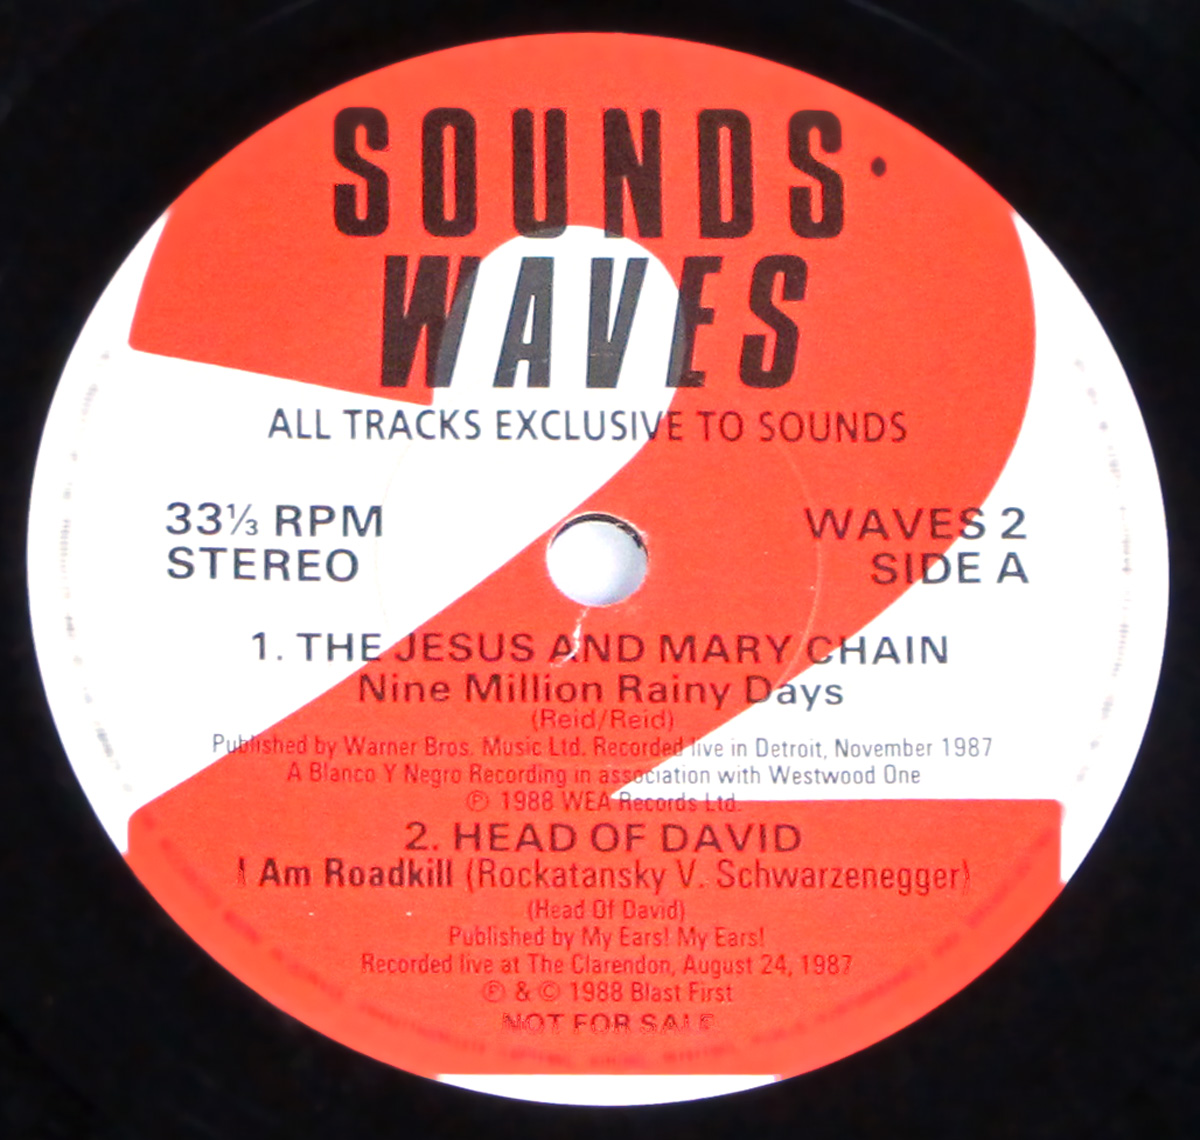 SOUNDS·
WAVES
ALL TRACKS EXCLUSIVE TO SOUNDS
33⅓ RPM
STEREO
WAVES 2
SIDE A
1. THE JESUS AND MARY CHAIN
Nine Million Rainy Days
(Reid/Reid)
Published by Warner Bros. Music Ltd. Recorded live in Detroit, November 1987
A Blanco Y Negro Recording in association with Westwood One
℗ 1988 WEA Records Ltd.
2. HEAD OF DAVID
I Am Roadkill (Rockatansky V. Schwarzenegger)
(Head Of David)
Published by My Ears! My Ears!
Recorded live at The Clarendon, August 24, 1987
℗ & © 1988 Blast First
NOT FOR SALE